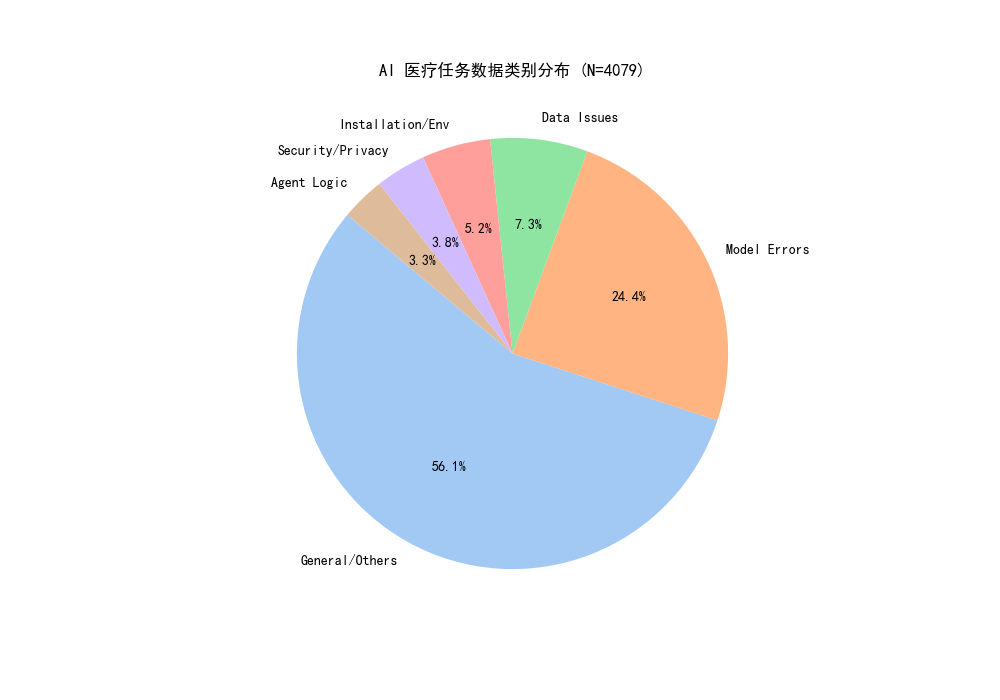 AI 医疗任务数据类别分布 (N=4079)
Data Issues
Installation/Env
Security/Privacy
Agent Logic
7.3%
5.2%
3.8%
3.3%
Model Errors
24.4%
56.1%
General/Others